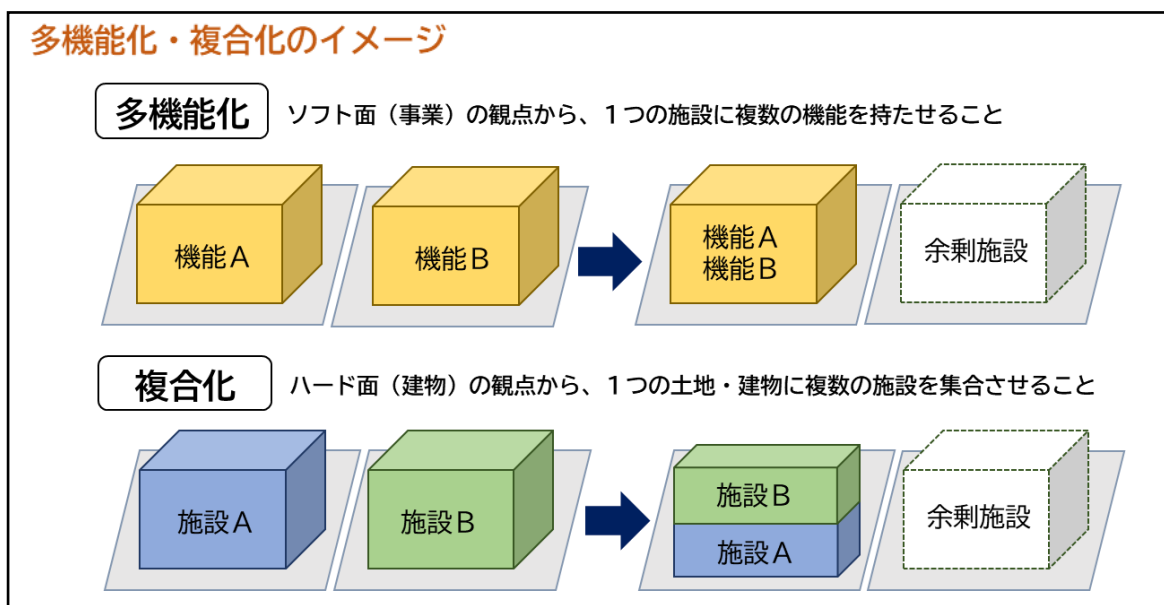 多機能化・複合化のイメージ
多機能化
ソフト面（事業）の観点から、１つの施設に複数の機能を持たせること
機能Ａ
機能Ｂ
機能Ａ
機能Ｂ
余剰施設
複合化
ハード面（建物）の観点から、１つの土地・建物に複数の施設を集合させること
施設Ａ
施設Ｂ
施設Ｂ
施設Ａ
余剰施設